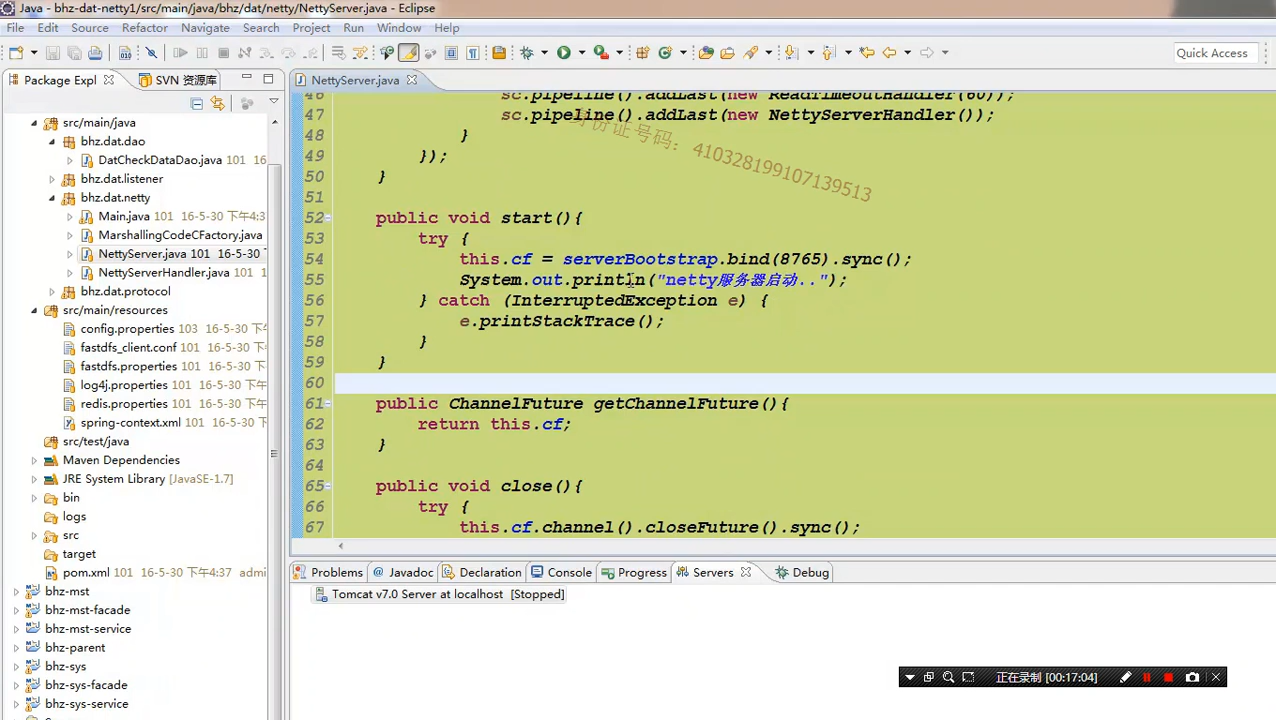 Java - bhz-dat-netty1/src/main/java/bhz/dat/netty/NettyServer.java - Eclipse
File Edit Source Refactor Navigate Search Project Run Window Help
Quick Access
Package Expl SVN 资源库 NettyServer.java
src/main/java
bhz.dat.dao
DatCheckDataDao.java 101 16-5-30
bhz.dat.listener
bhz.dat.netty
Main.java 101 16-5-30 下午4:3
MarshallingCodeCFactory.java
NettyServer.java 101 16-5-30 下
NettyServerHandler.java
bhz.dat.protocol
src/main/resources
config.properties 101 16-5-30
fastdfs_client.conf 101 16-5-30
fastdfs.properties 101 16-5-30
log4j.properties 101 16-5-30 下午
redis.properties 101 16-5-30 下
spring-context.xml 101 16-5-30
src/test/java
Maven Dependencies
JRE System Library [JavaSE-1.7]
bin
logs
src
target
pom.xml 101 16-5-30 下午4:37 admi
bhz-mst
bhz-mst-facade
bhz-mst-service
bhz-parent
bhz-sys
bhz-sys-facade
bhz-sys-service
46 sc.pipeline().addLast(new ReadTimeoutHandler(60));
47 sc.pipeline().addLast(new NettyServerHandler());
48 }
49 });
50 }
51
52 public void start(){
53 try {
54 this.cf = serverBootstrap.bind(8765).sync();
55 System.out.println("netty服务器启动..");
56 } catch (InterruptedException e) {
57 e.printStackTrace();
58 }
59 }
60
61 public ChannelFuture getChannelFuture(){
62 return this.cf;
63 }
64
65 public void close(){
66 try {
67 this.cf.channel().closeFuture().sync();
身份证号码：410328199107139513
Problems Javadoc Declaration Console Progress Servers Debug
Tomcat v7.0 Server at localhost [Stopped]
正在录制 [00:17:04]